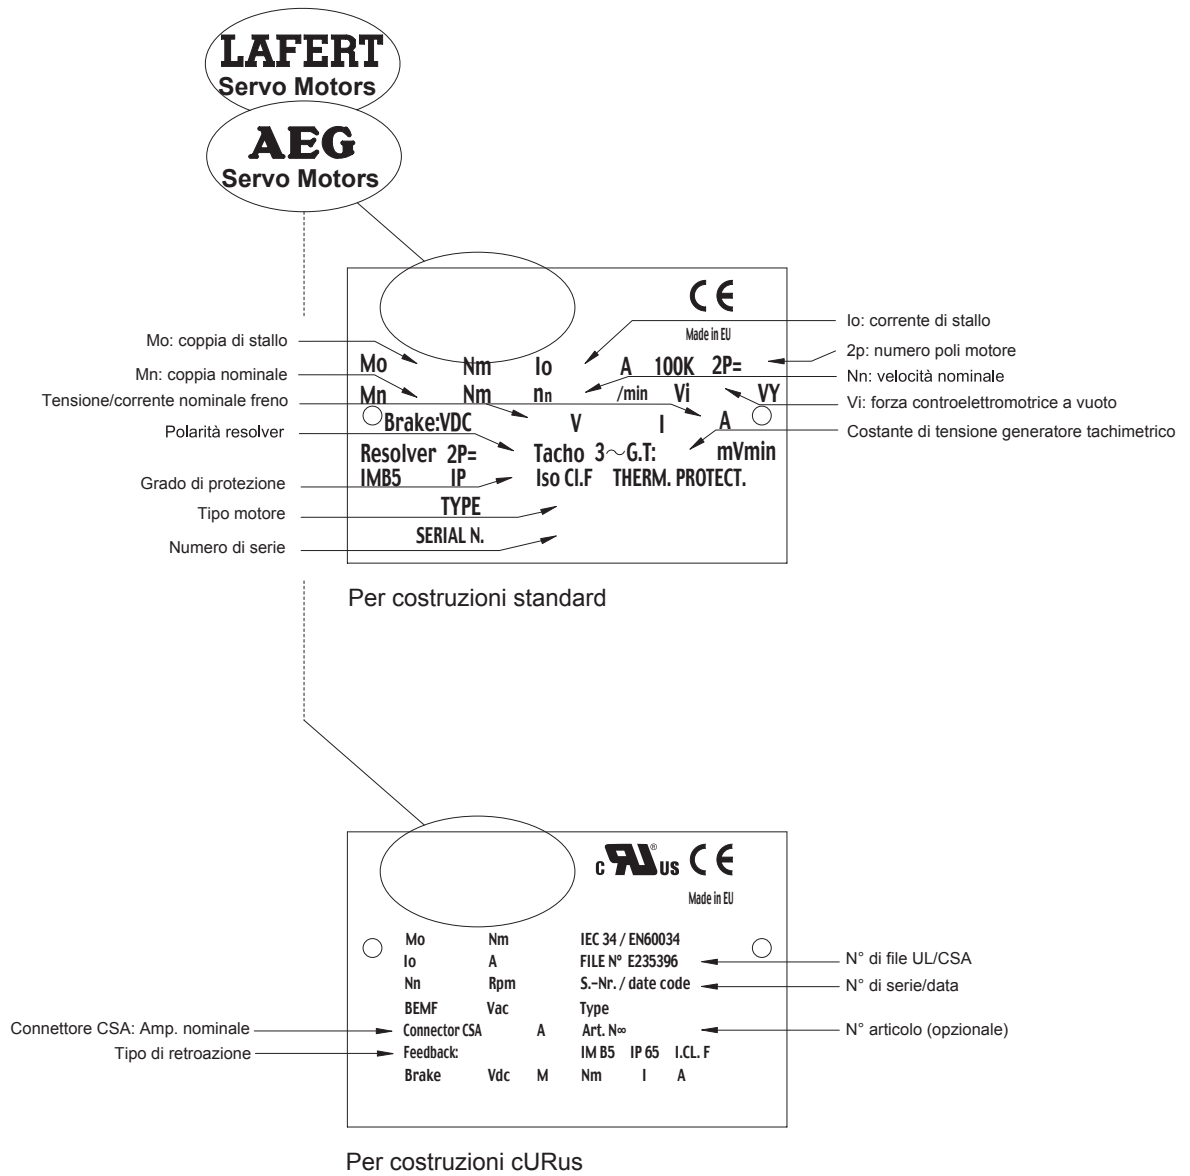 LAFERT
Servo Motors
AEG
Servo Motors
Made in EU
Mo: coppia di stallo
Mn: coppia nominale
Tensione/corrente nominale freno
Polarità resolver
Grado di protezione
Tipo motore
Numero di serie
Mo Nm Io A 100K 2P=
Mn Nm nn /min Vi VY
Brake:VDC V I A
Resolver 2P= Tacho 3~G.T: mVmin
IMB5 IP Iso Cl.F THERM. PROTECT.
TYPE
SERIAL N.
Io: corrente di stallo
2p: numero poli motore
Nn: velocità nominale
Vi: forza controelettromotrice a vuoto
Costante di tensione generatore tachimetrico
Per costruzioni standard
c RU ® US CE
Made in EU
Mo Nm IEC 34 / EN60034
Io A FILE Nº E235396
Nn Rpm S.-Nr. / date code
BEMF Vac Type
Connector CSA A Art. N∞
Feedback: IM B5 IP 65 I.CL. F
Brake Vdc M Nm I A
Connettore CSA: Amp. nominale
Tipo di retroazione
N° di file UL/CSA
N° di serie/data
N° articolo (opzionale)
Per costruzioni cURus